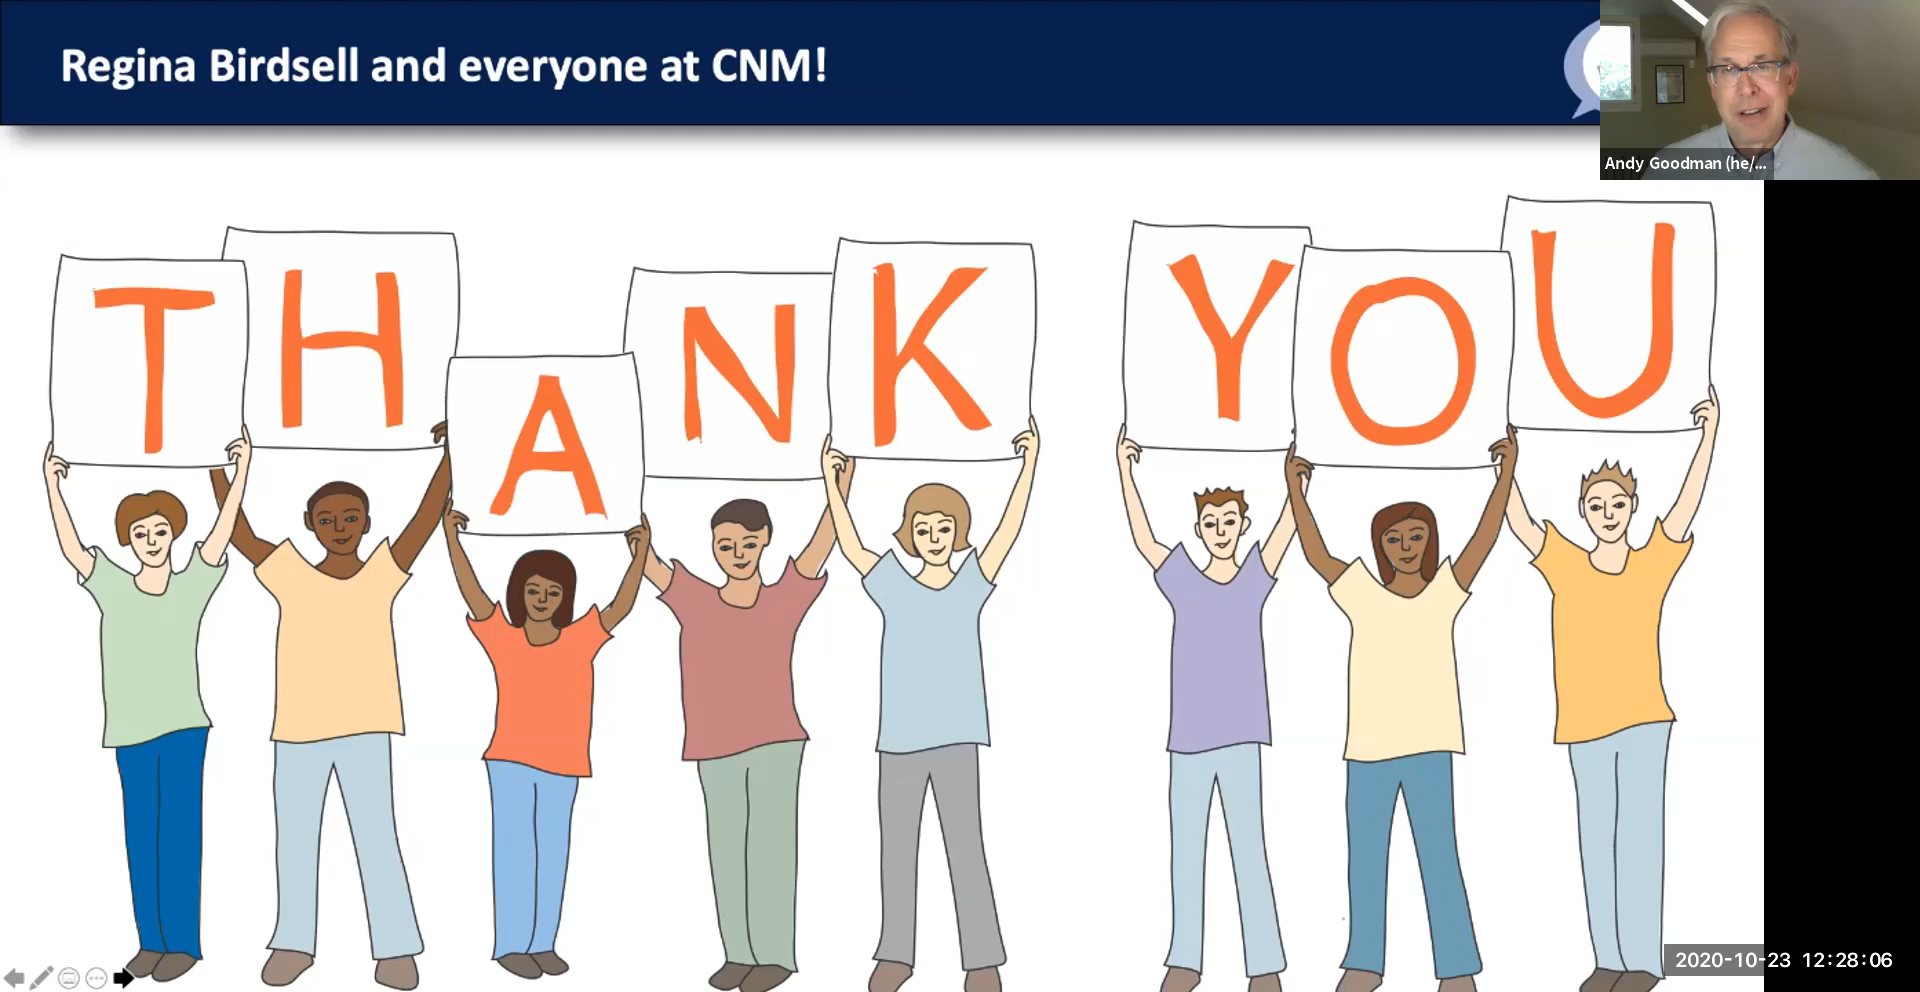 Regina Birdsell and everyone at CNM!
Andy Goodman (he/...
THANK YOU
2020-10-23 12:28:06